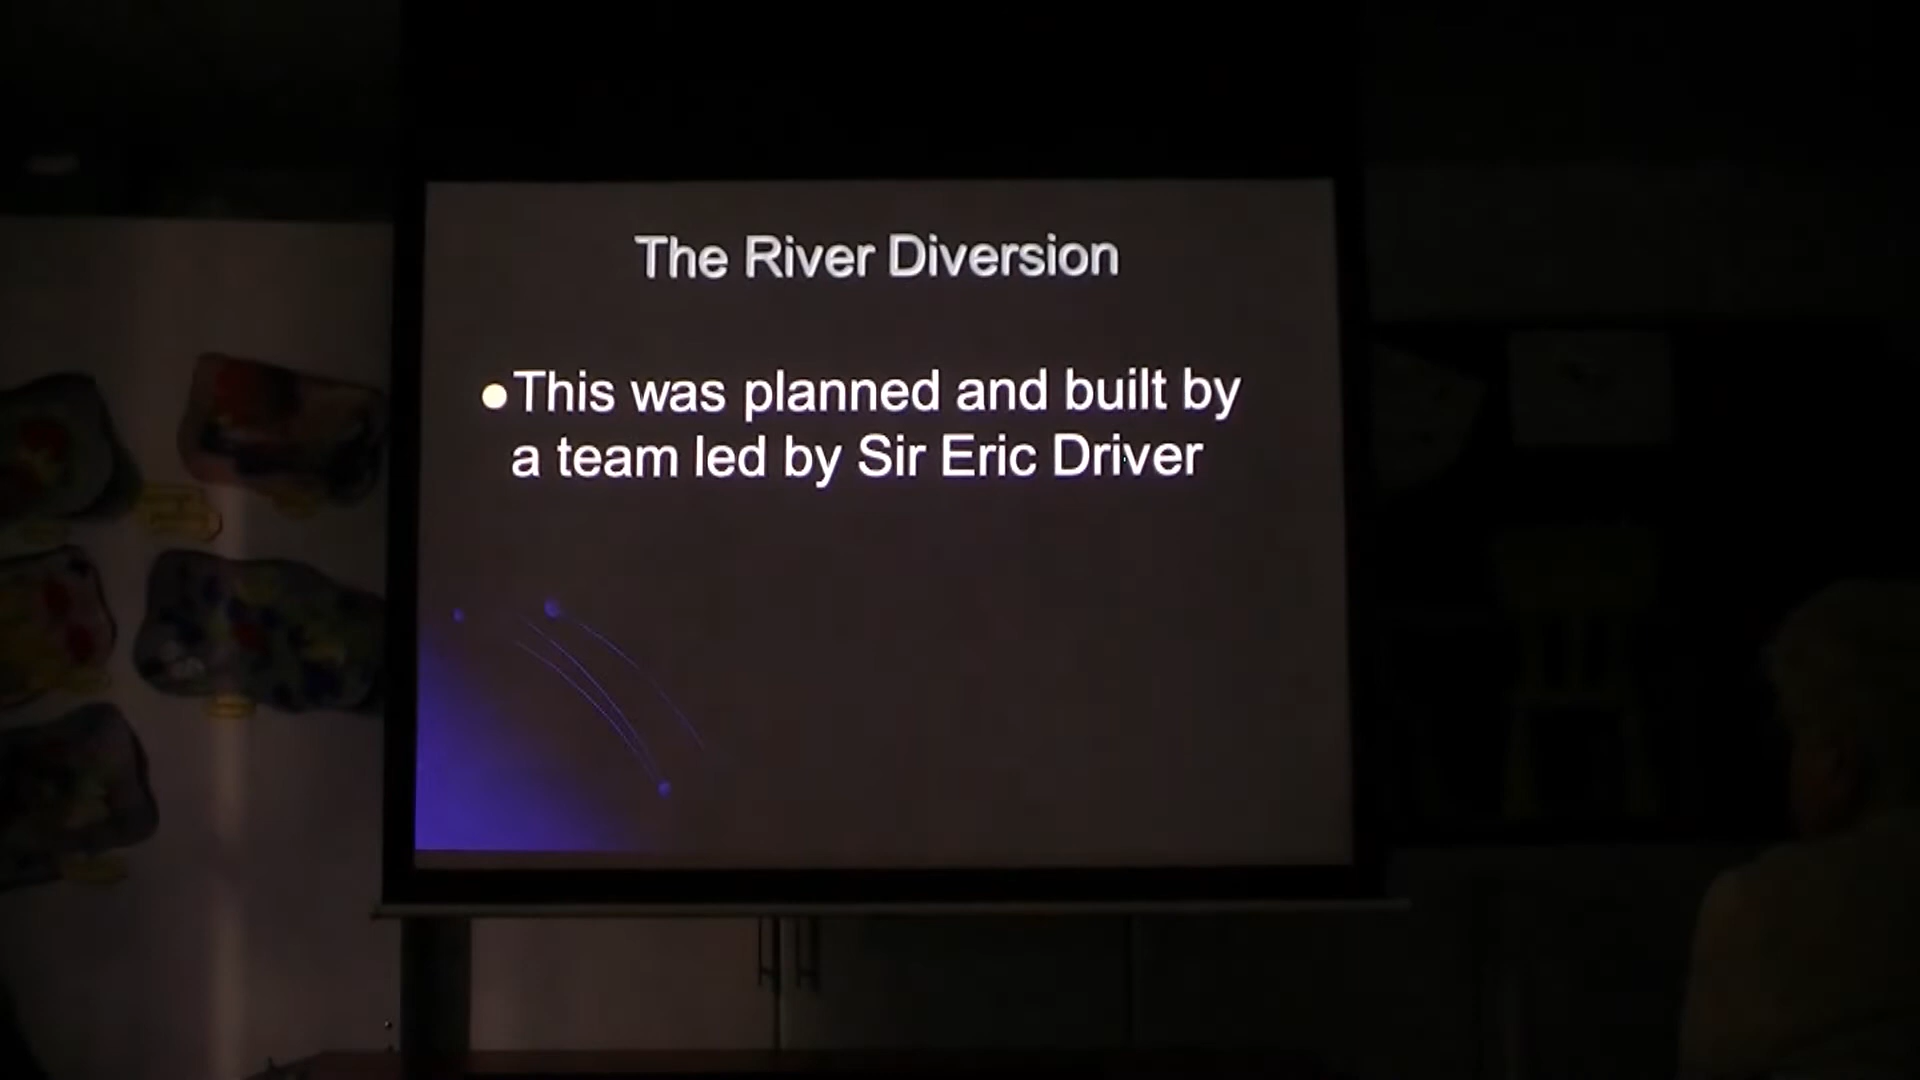 The River Diversion
This was planned and built by
a team led by Sir Eric Driver